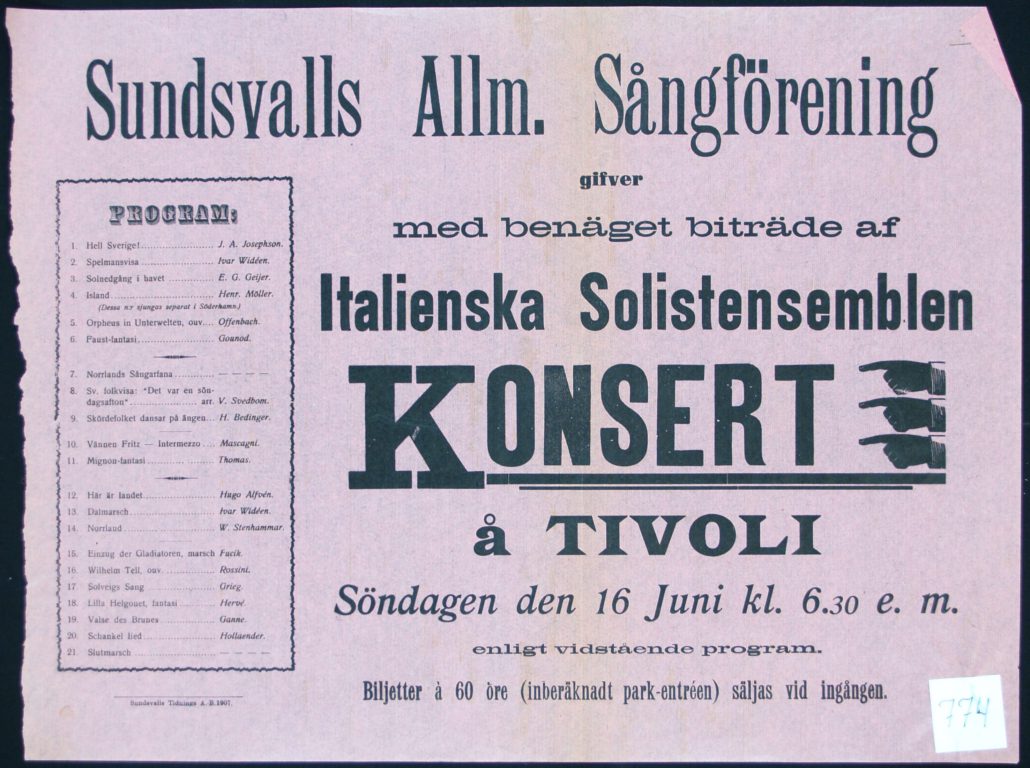 Sundsvalls Allm. Sångförening
gifver
med benäget biträde af
Italienska Solistensemblen
KONSERT
å TIVOLI
Söndagen den 16 Juni kl. 6.30 e. m.
enligt vidstående program.
Biljetter à 60 öre (inberäknadt park-entréen) säljas vid ingången.
PROGRAM:
1. Hell Sverige! ........ J. A. Josephson.
2. Spelmansvisa ........ Ivar Widéen.
3. Solnedgång i havet ........ E. G. Geijer.
4. Island ........ Henr. Möller.
(Dessa n:r sjungas separat i Söderhamn.)
5. Orpheus in Unterwelten, ouv. ... Offenbach.
6. Faust-fantasi ........ Gounod.
7. Norrlands Sångarfana ........ — — — —
8. Sv. folkvisa: "Det var en sön-
dagsafton" ........ arr. V. Svedbom.
9. Skördefolket dansar på ängen ... H. Bedinger.
10. Vännen Fritz — Intermezzo ... Mascagni.
11. Mignon-fantasi ........ Thomas.
12. Här är landet ........ Hugo Alfvén.
13. Dalmarsch ........ Ivar Widéen.
14. Norrland ........ W. Stenhammar.
15. Einzug der Gladiatoren, marsch Fucik.
16. Wilhelm Tell, ouv. ........ Rossini.
17. Solveigs Sang ........ Grieg.
18. Lilla Helgonet, fantasi ........ Hervé.
19. Valse des Brunes ........ Ganne.
20. Schankel lied ........ Hollaender.
21. Slutmarsch ........ — — — —
Sundsvalls Tidnings A.-B. 1907.
774